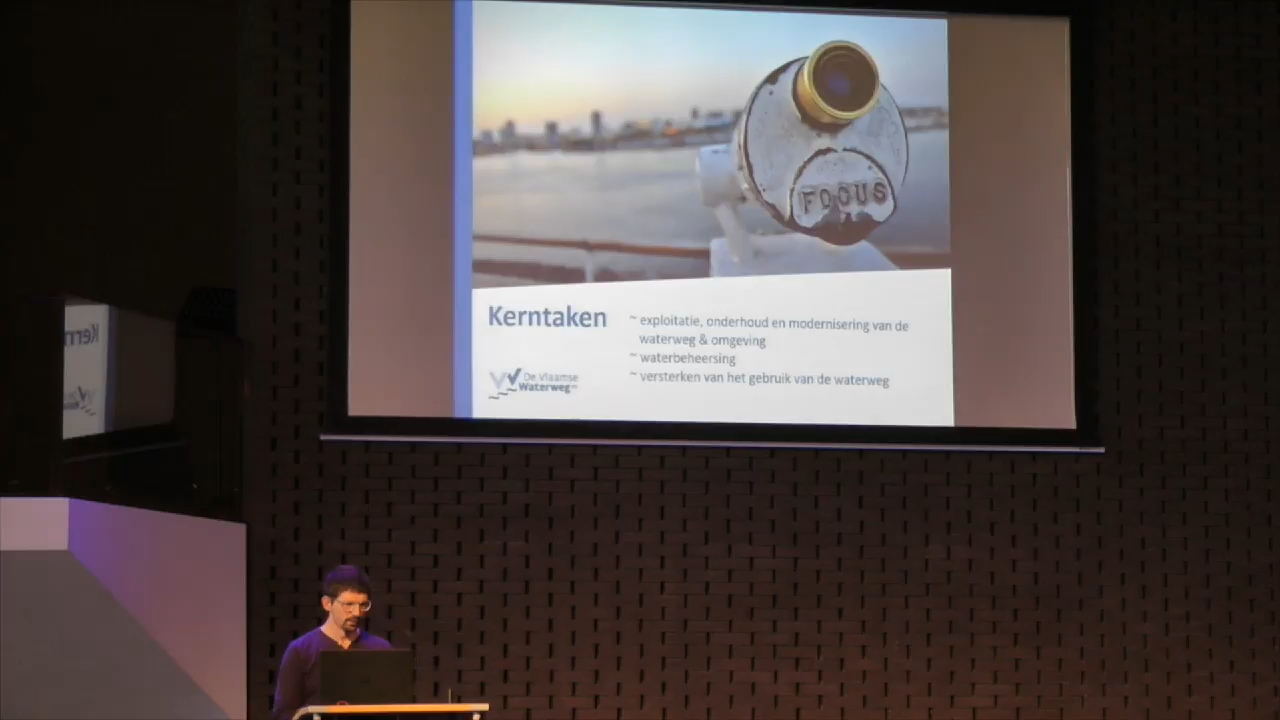 FOCUS
Kerntaken
~ exploitatie, onderhoud en modernisering van de
waterweg & omgeving
~ waterbeheersing
~ versterken van het gebruik van de waterweg
De Vlaamse
Waterweg
Kern